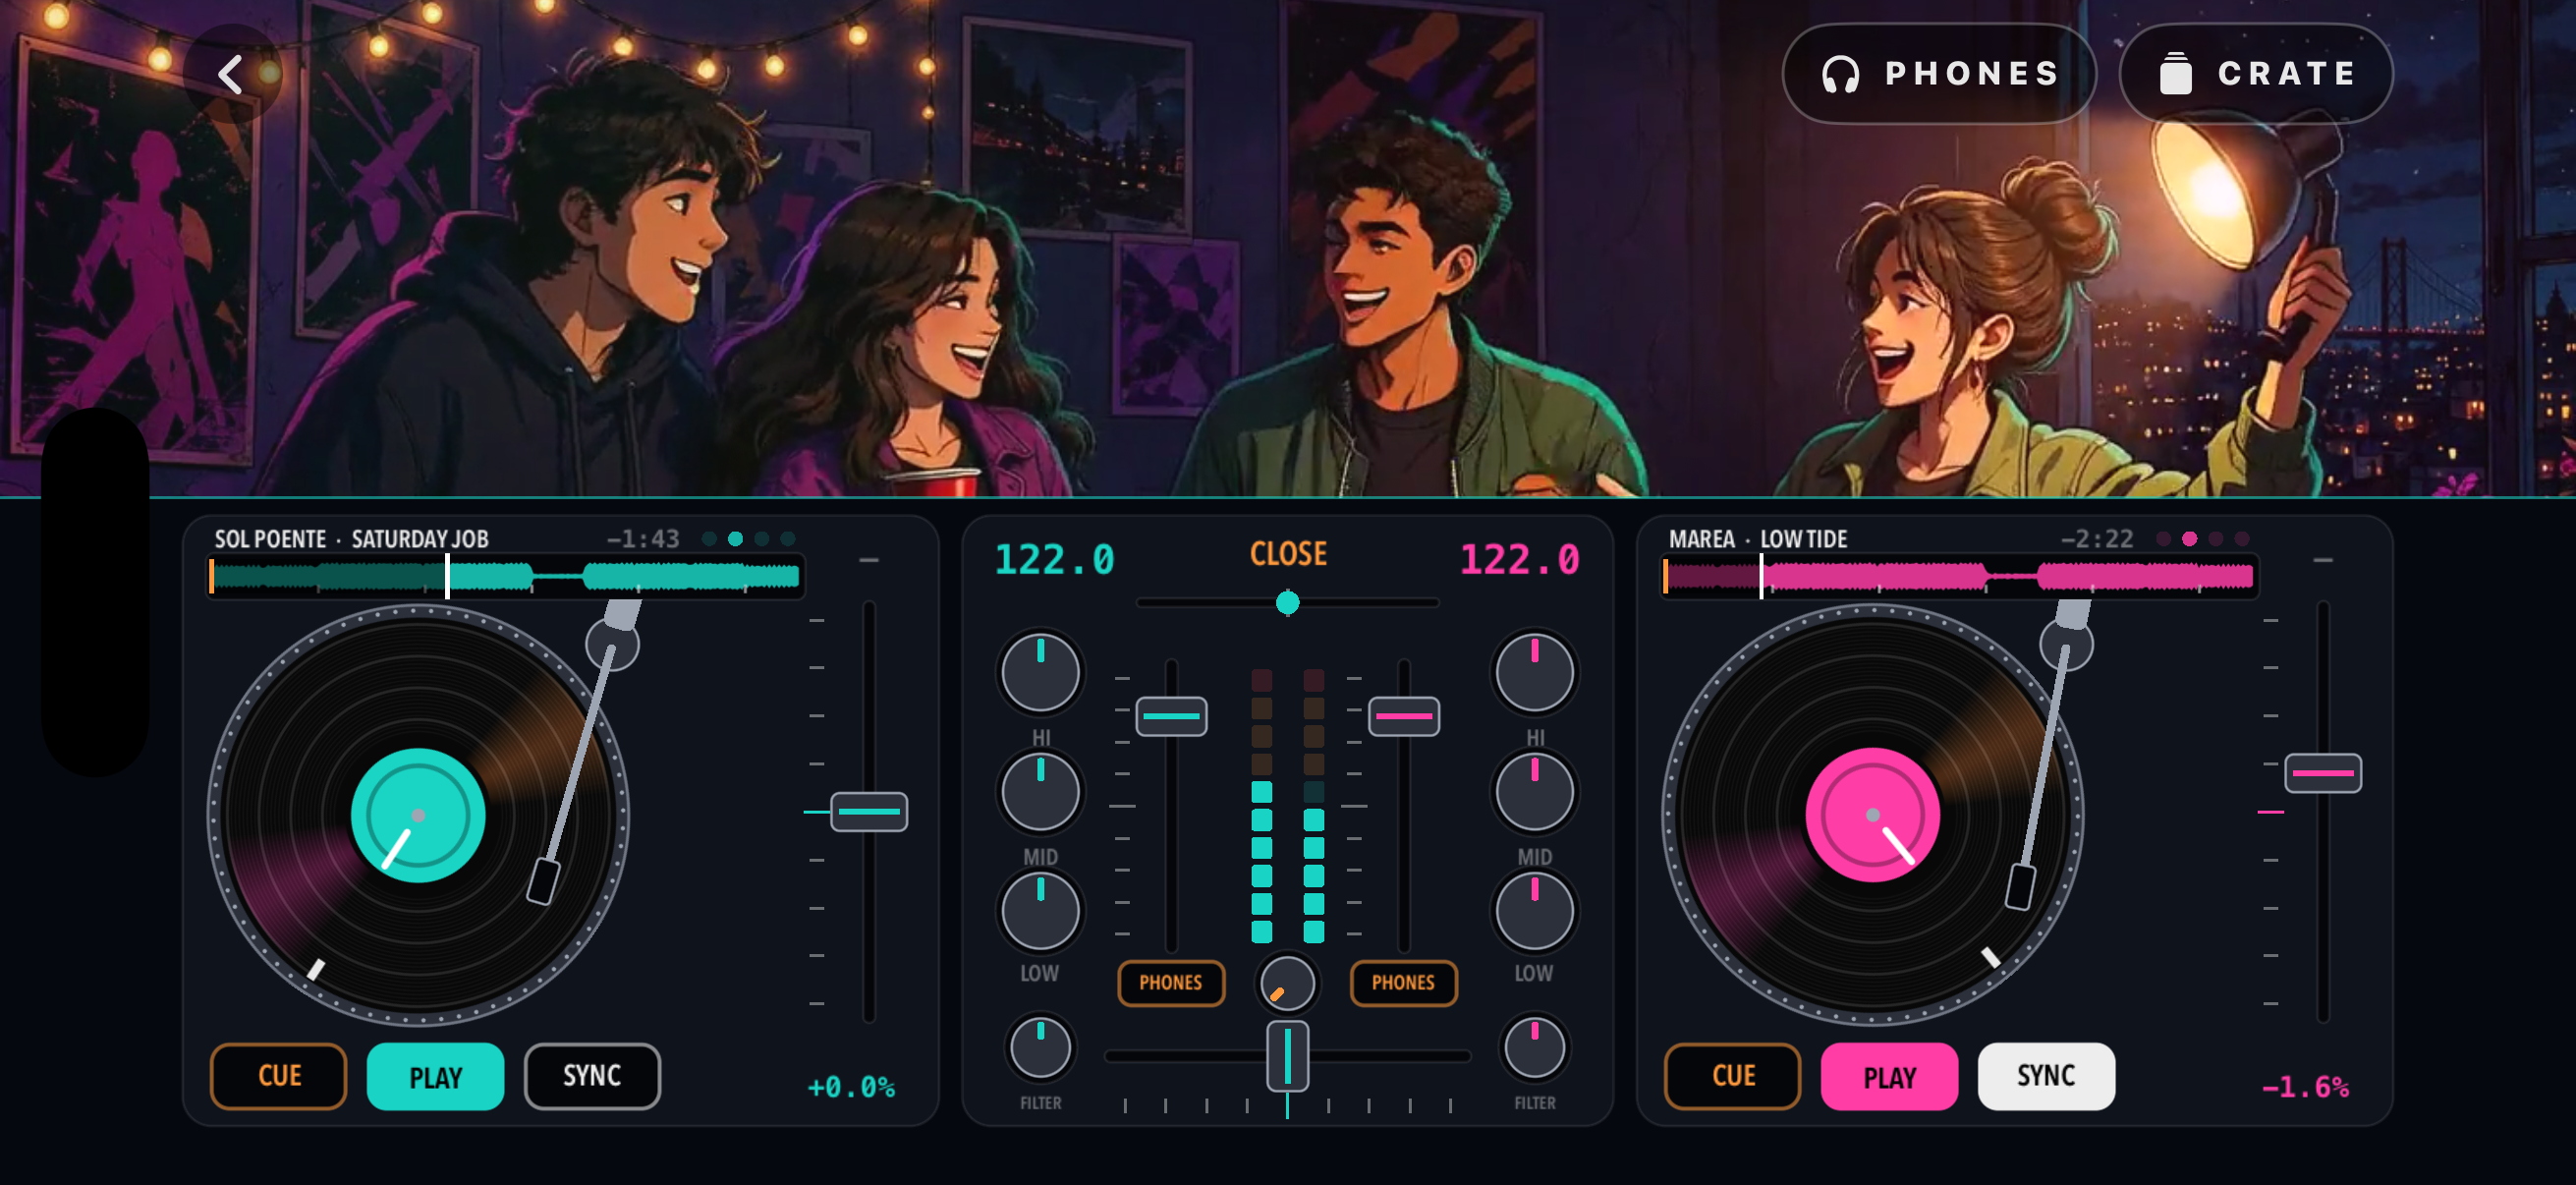 PHONES
CRATE
SOL POENTE · SATURDAY JOB
−1:43
122.0
CLOSE
122.0
MAREA · LOW TIDE
−2:22
HI
HI
MID
MID
LOW
LOW
PHONES
PHONES
CUE
PLAY
SYNC
+0.0%
FILTER
FILTER
CUE
PLAY
SYNC
−1.6%